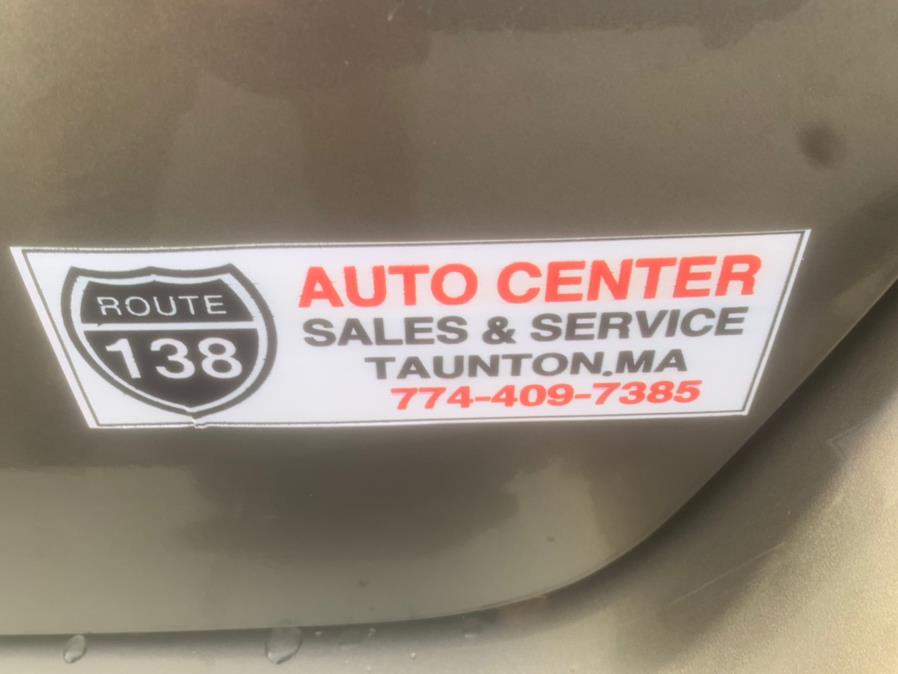 ROUTE
138
AUTO CENTER
SALES & SERVICE
TAUNTON.MA
774-409-7385